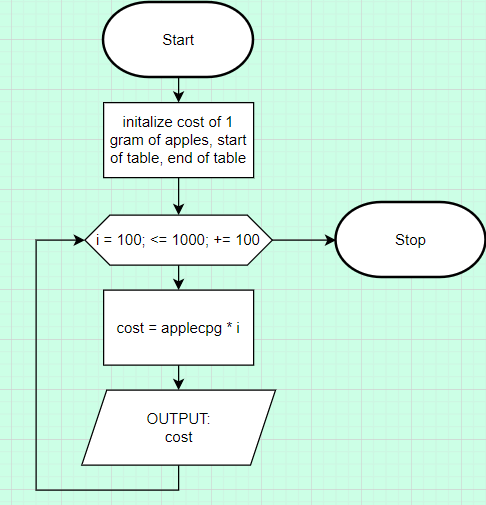 Start
initalize cost of 1
gram of apples, start
of table, end of table
i = 100; <= 1000; += 100
Stop
cost = applecpg * i
OUTPUT:
cost